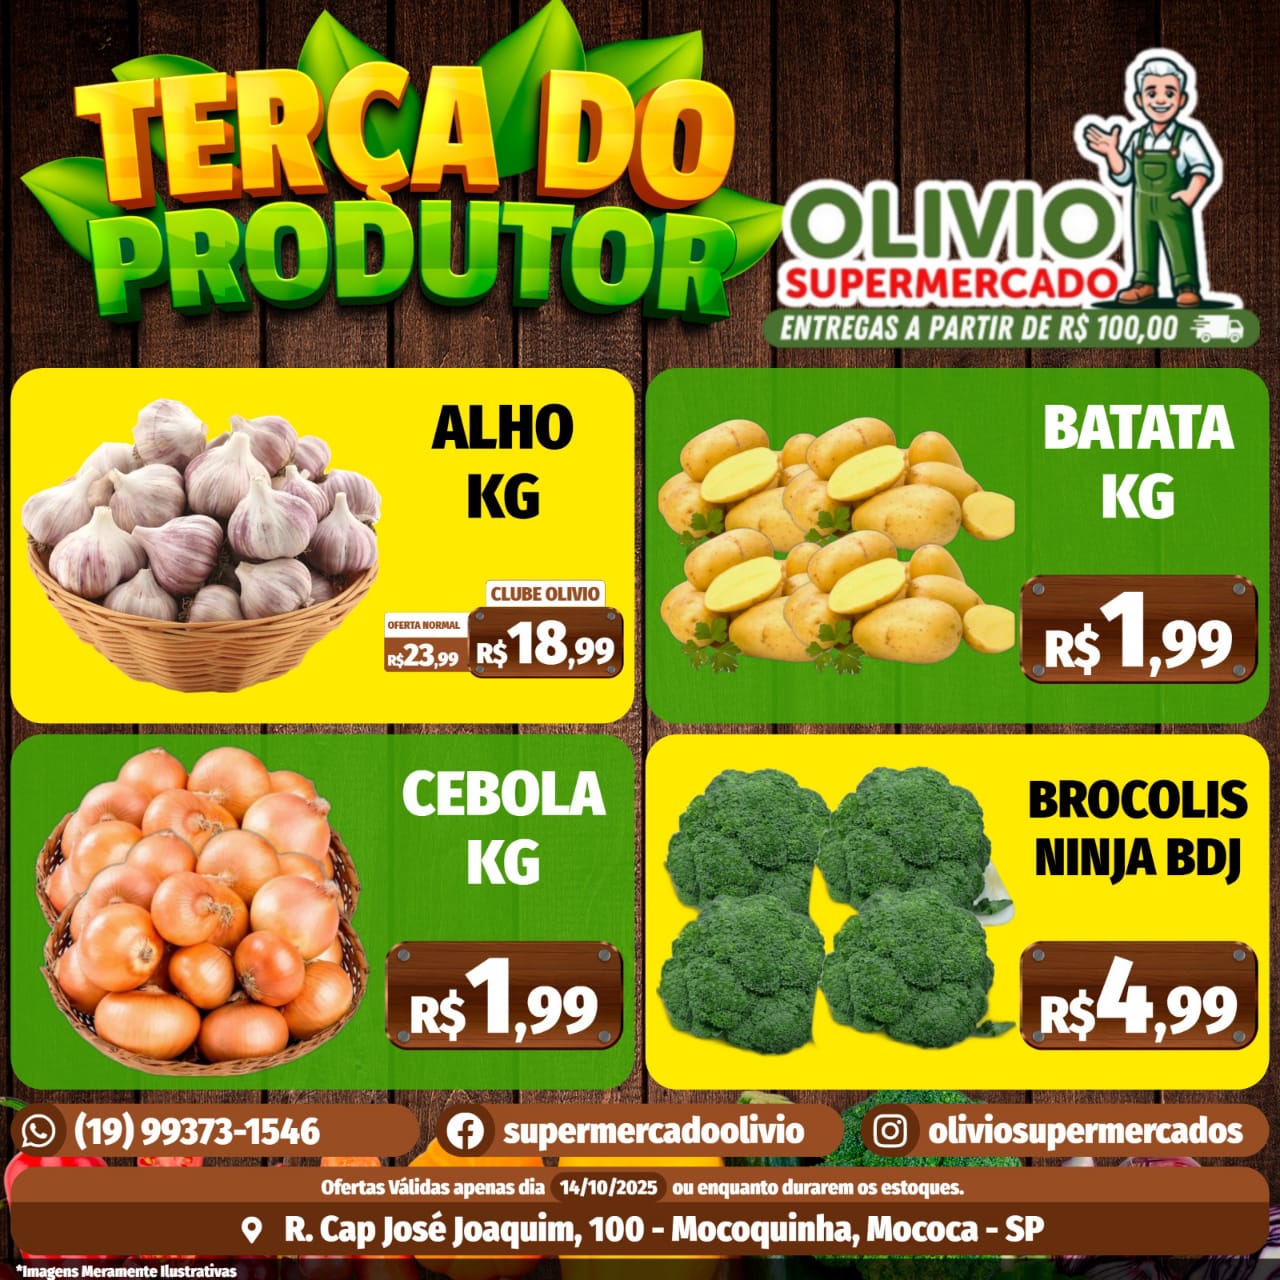 TERÇA DO
PRODUTOR
OLIVIO
SUPERMERCADO
ENTREGAS A PARTIR DE R$ 100,00
ALHO
KG
CLUBE OLIVIO
OFERTA NORMAL
R$23,99
R$18,99
BATATA
KG
R$1,99
CEBOLA
KG
R$1,99
BROCOLIS
NINJA BDJ
R$4,99
(19) 99373-1546
supermercadoolivio
oliviosupermercados
Ofertas Válidas apenas dia 14/10/2025 ou enquanto durarem os estoques.
R. Cap José Joaquim, 100 - Mocoquinha, Mococa - SP
*Imagens Meramente Ilustrativas